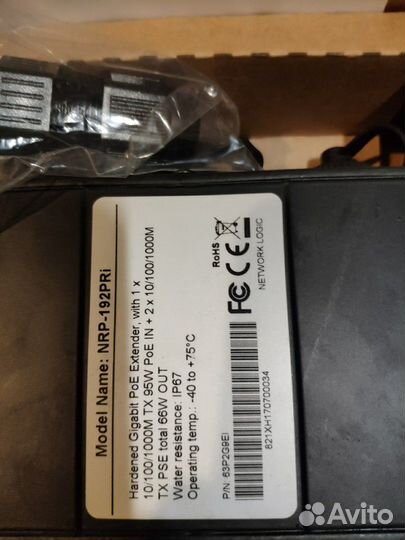 Model Name: NRP-192PRi
Hardened Gigabit PoE Extender, with 1 x
10/100/1000M TX 95W PoE IN + 2 x 10/100/1000M
TX PSE total 66W OUT
Water resistance: IP67
Operating temp.: -40 to +75°C
P/N: 63P2G9EI
821XH170700034
FC CE
RoHS
NETWORK LOGIC
Avito